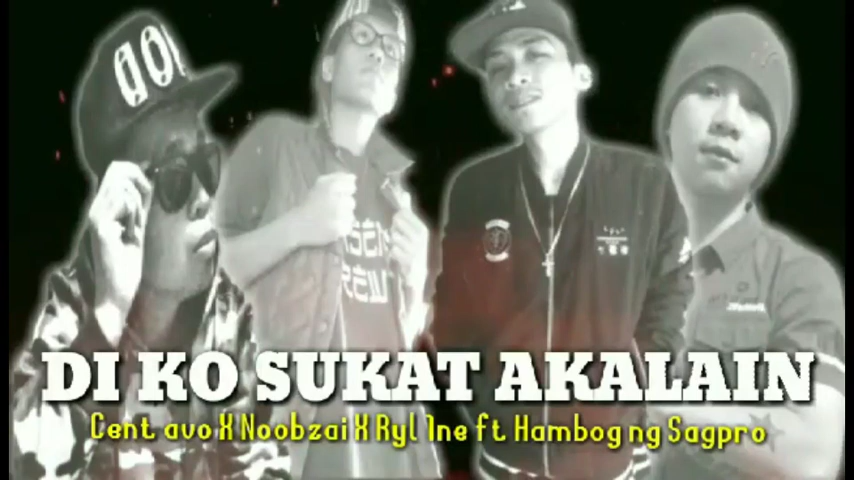 DI KO SUKAT AKALAIN
Cent avo X Noobzai X Ryl 1ne ft Hambog ng Sagpro